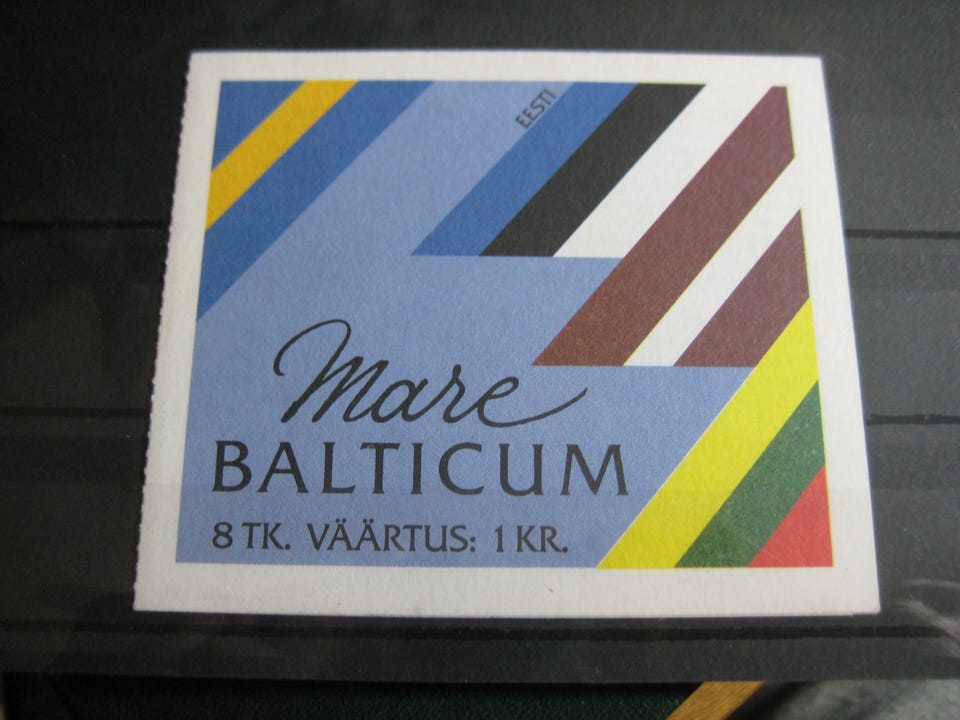 EESTI
Mare
BALTICUM
8 TK. VÄÄRTUS: 1 KR.